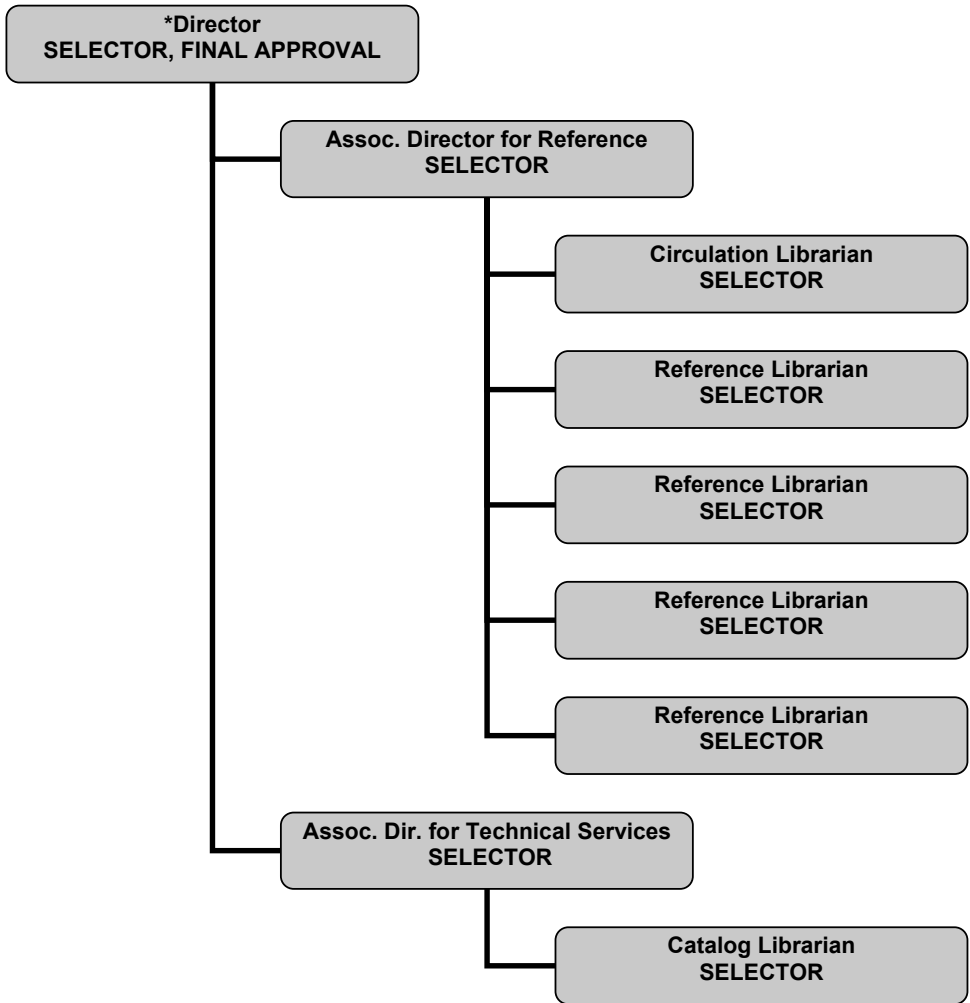 *Director
SELECTOR, FINAL APPROVAL
Assoc. Director for Reference
SELECTOR
Circulation Librarian
SELECTOR
Reference Librarian
SELECTOR
Reference Librarian
SELECTOR
Reference Librarian
SELECTOR
Reference Librarian
SELECTOR
Assoc. Dir. for Technical Services
SELECTOR
Catalog Librarian
SELECTOR